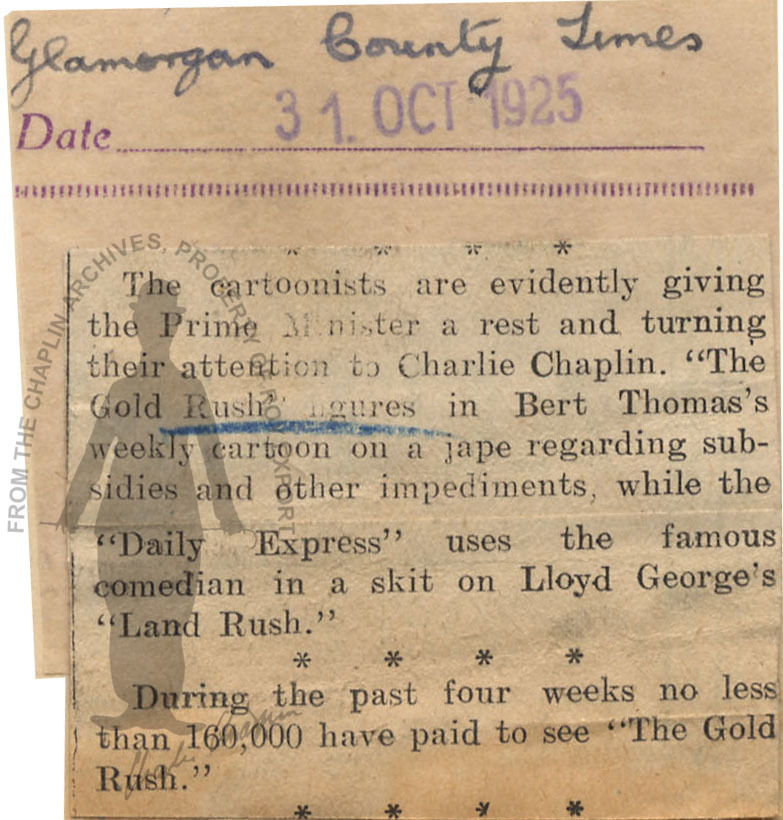 Glamorgan County Times
Date 31. OCT 1925
* * * *
The cartoonists are evidently giving
the Prime Minister a rest and turning
their attention to Charlie Chaplin. “The
Gold Rush” figures in Bert Thomas’s
weekly cartoon on a jape regarding sub-
sidies and other impediments, while the
“Daily Express” uses the famous
comedian in a skit on Lloyd George’s
“Land Rush.”
* * * *
During the past four weeks no less
than 160,000 have paid to see “The Gold
Rush.”
* * * *
FROM THE CHAPLIN ARCHIVES, PROPERTY OF ROY EXPORT